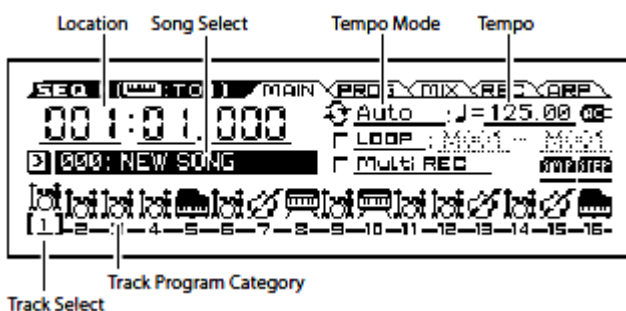 Location Song Select Tempo Mode Tempo
SEQ MAIN PROG MIX REC ARP
001:01.000 Auto :♩=125.00
LOOP : M001 - M001
000: NEW SONG Multi REC
[1] 2 3 4 5 6 7 8 9 10 11 12 13 14 15 16
Track Program Category
Track Select